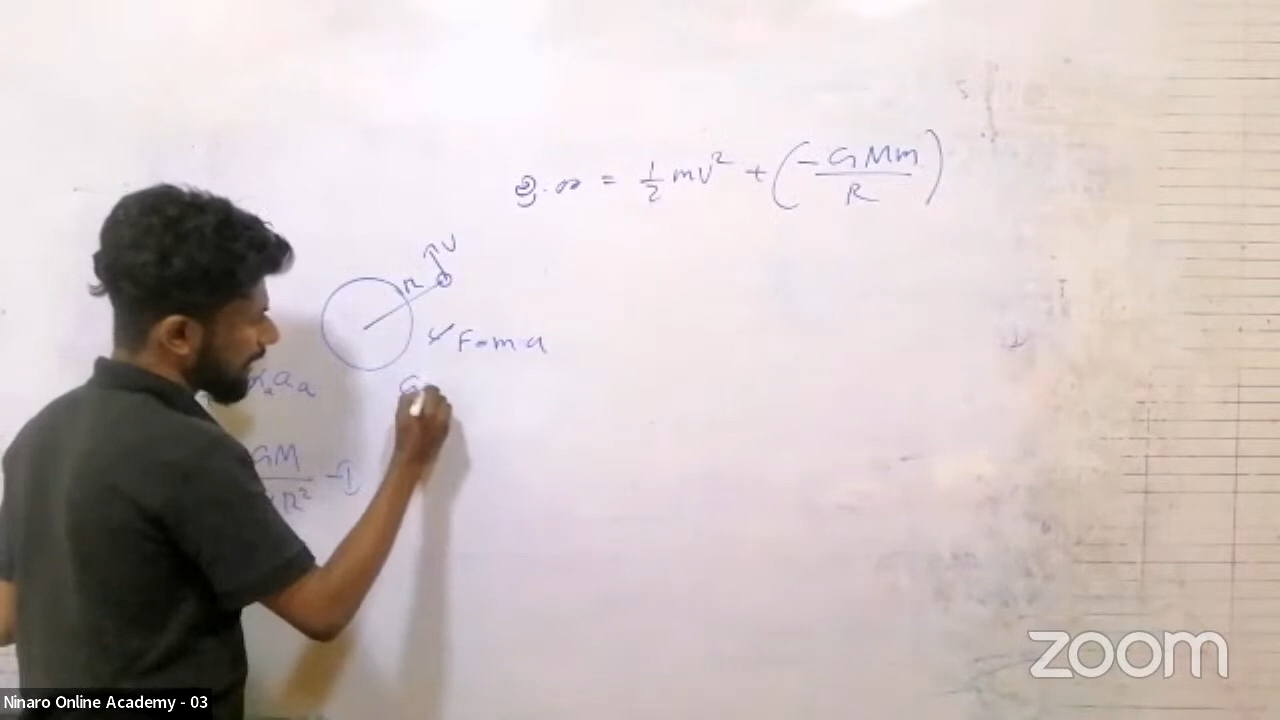 මු.ශ = ½mv² + (-GMm/R)
R v
F=ma
G
GM
R² -①
ZOOM
Ninaro Online Academy - 03